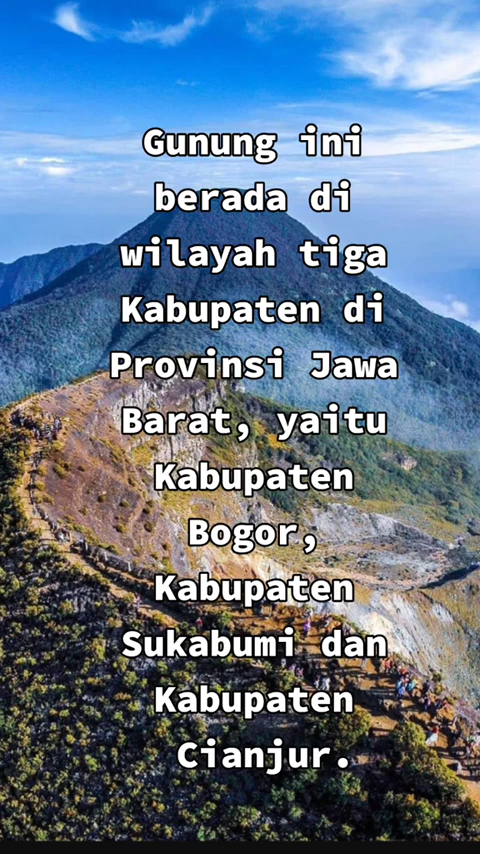 Gunung ini
berada di
wilayah tiga
Kabupaten di
Provinsi Jawa
Barat, yaitu
Kabupaten
Bogor,
Kabupaten
Sukabumi dan
Kabupaten
Cianjur.